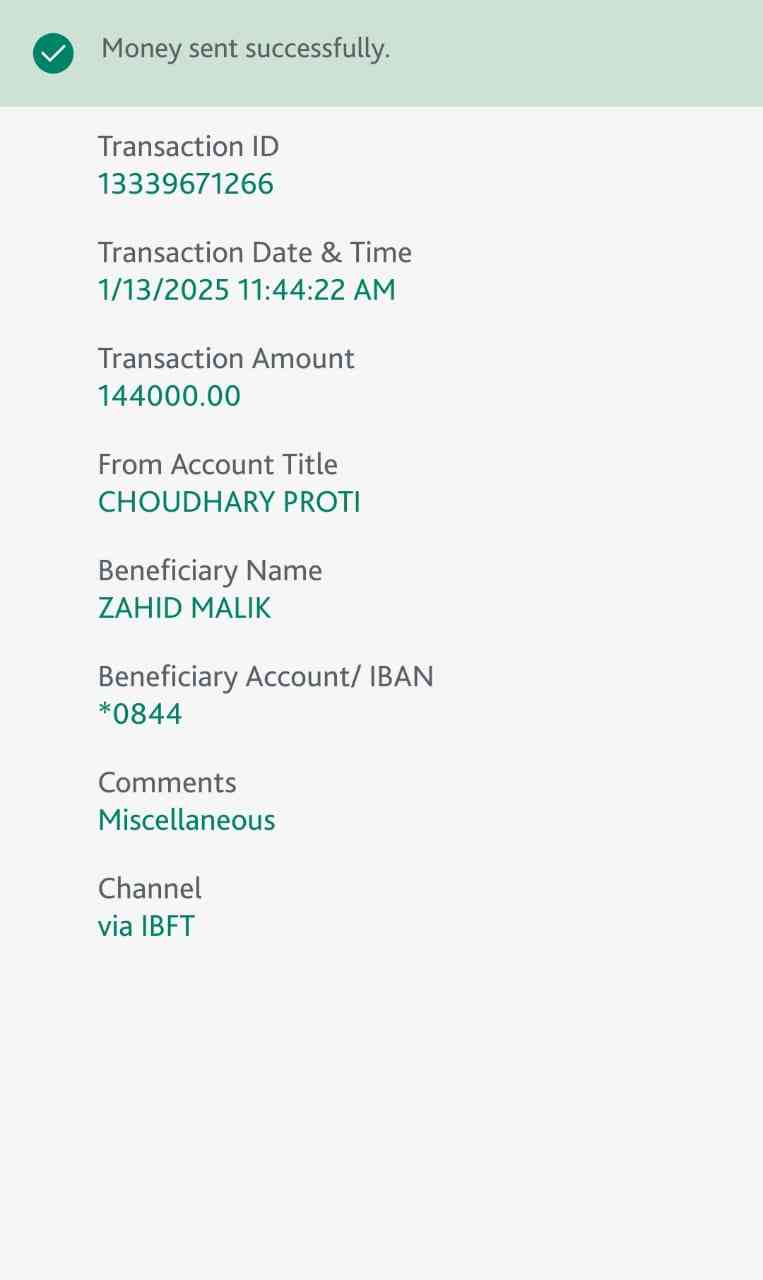 Money sent successfully.
Transaction ID
13339671266
Transaction Date & Time
1/13/2025 11:44:22 AM
Transaction Amount
144000.00
From Account Title
CHOUDHARY PROTI
Beneficiary Name
ZAHID MALIK
Beneficiary Account/ IBAN
*0844
Comments
Miscellaneous
Channel
via IBFT